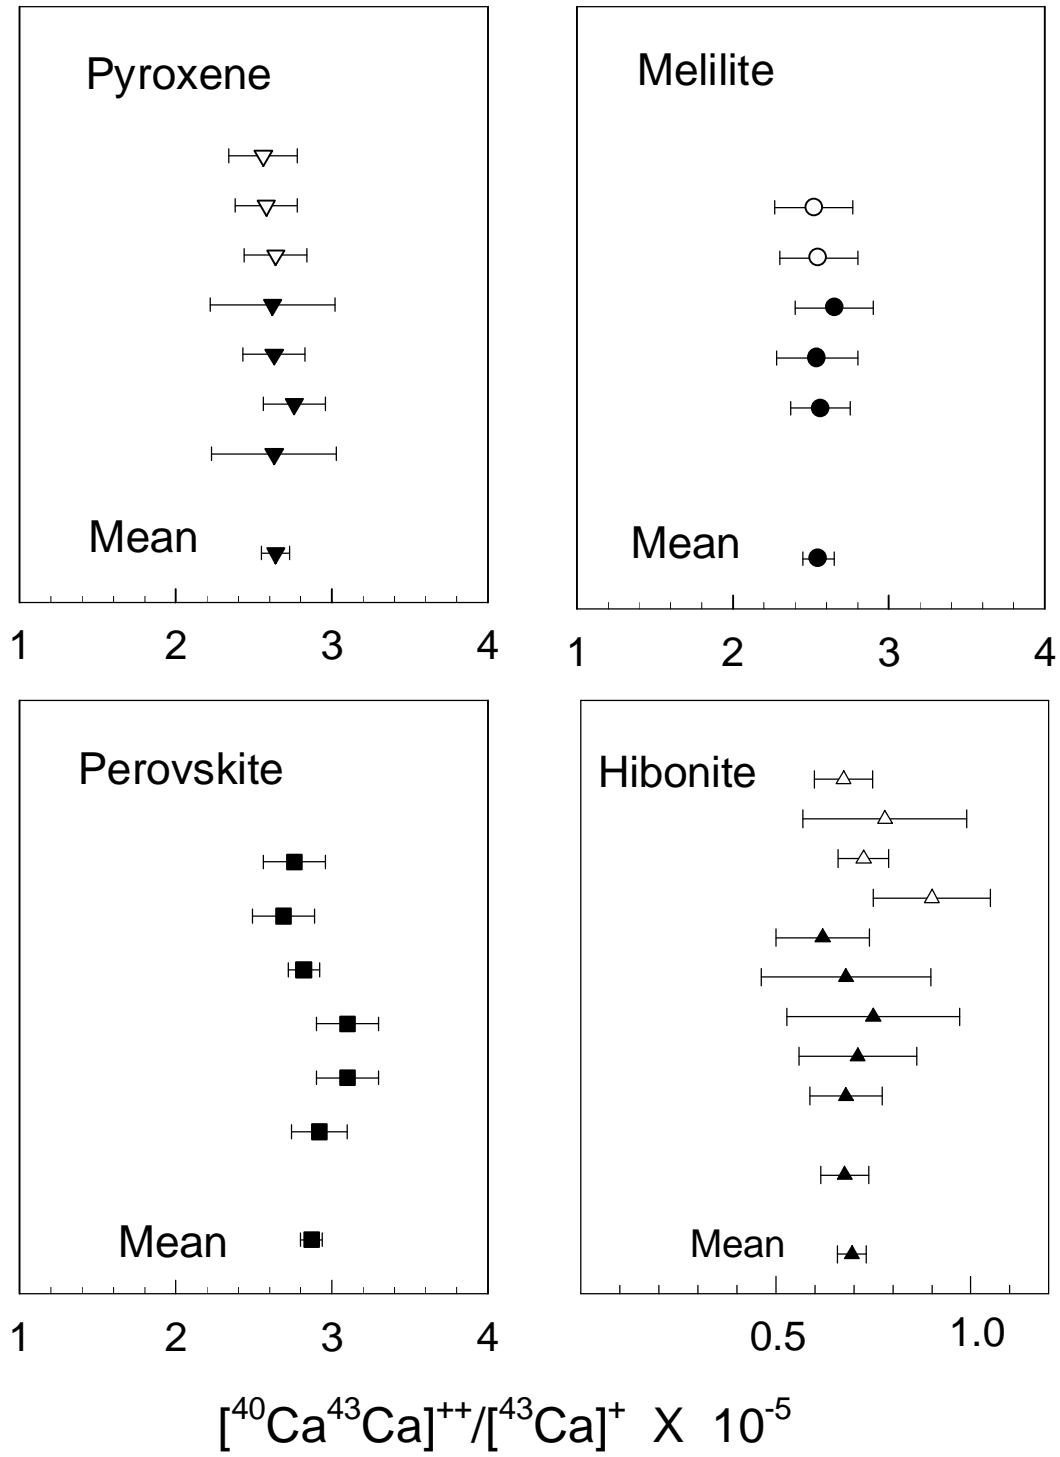 Pyroxene
Mean
1 2 3 4
Melilite
Mean
1 2 3 4
Perovskite
Mean
1 2 3 4
Hibonite
Mean
0.5 1.0
[⁴⁰Ca⁴³Ca]⁺⁺/[⁴³Ca]⁺ X 10⁻⁵